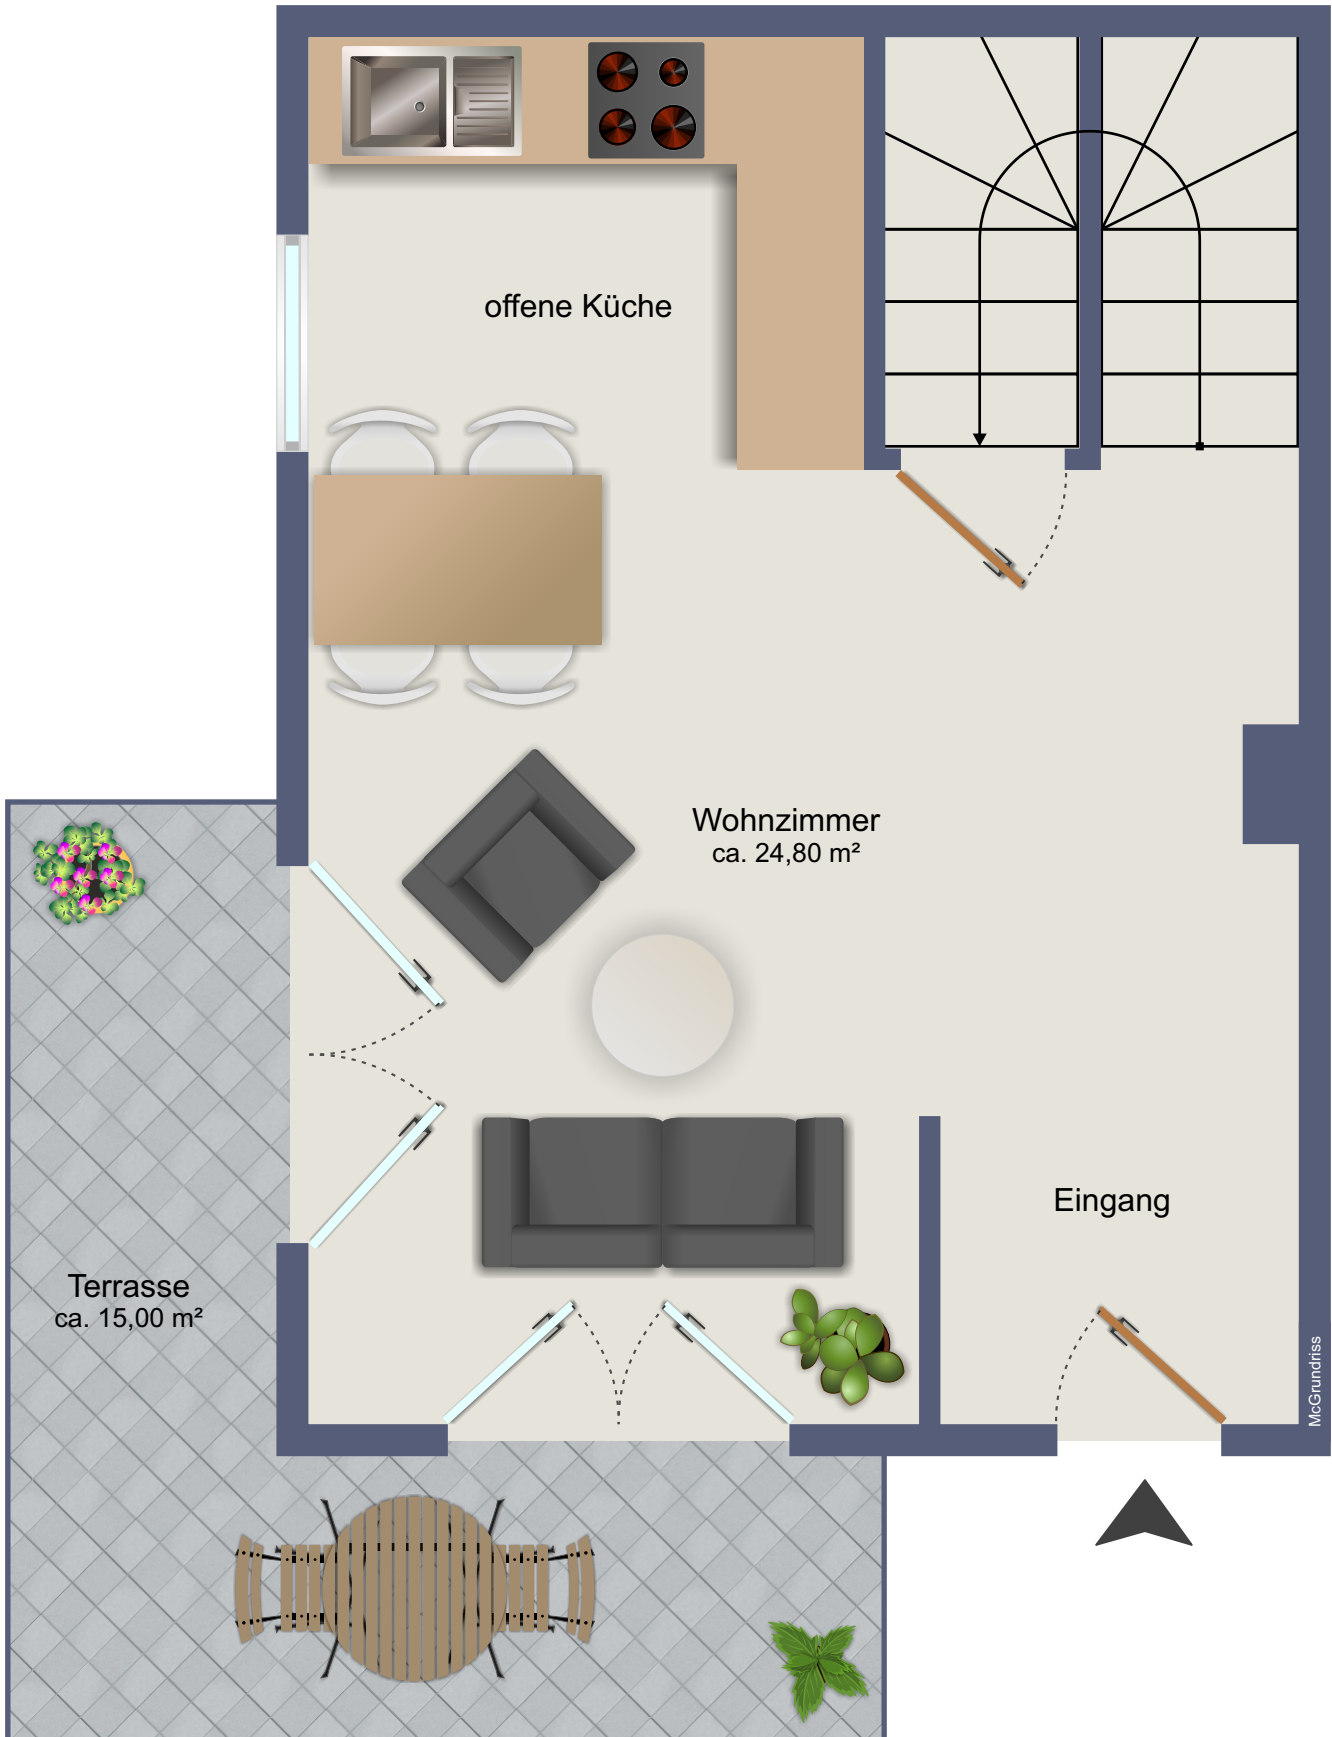 offene Küche
Wohnzimmer
ca. 24,80 m²
Eingang
Terrasse
ca. 15,00 m²
McGrundriss